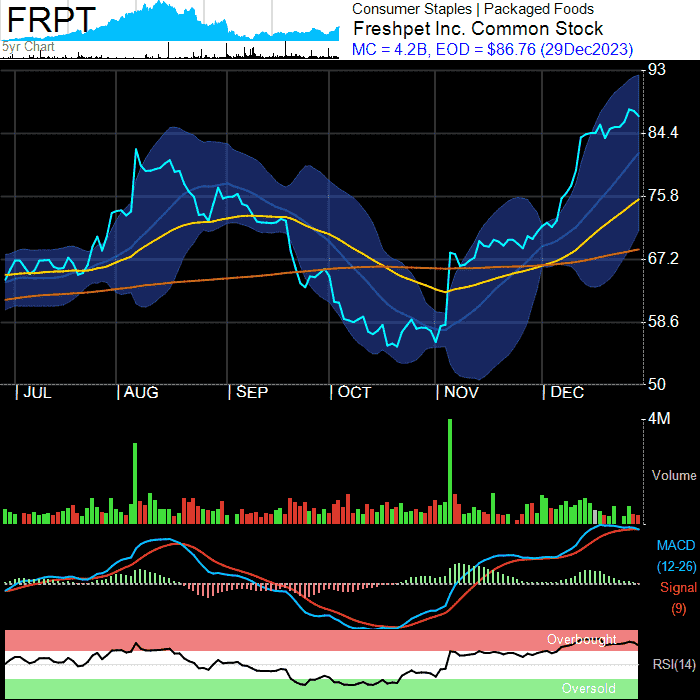 FRPT
5yr Chart
Consumer Staples | Packaged Foods
Freshpet Inc. Common Stock
MC = 4.2B, EOD = $86.76 (29Dec2023)
93
84.4
75.8
67.2
58.6
50
| JUL | AUG | SEP | OCT | NOV | DEC
4M
Volume
MACD
(12-26)
Signal
(9)
Overbought
RSI(14)
Oversold